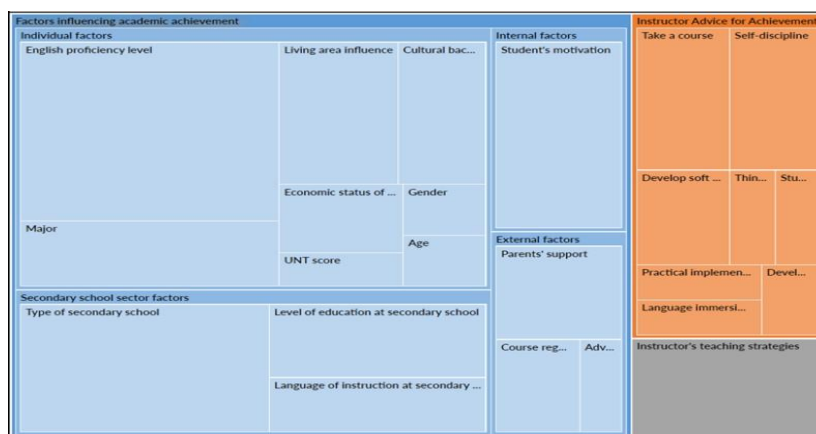 Factors influencing academic achievement
Individual factors
English proficiency level
Living area influence
Cultural bac...
Major
Economic status of ...
Gender
Age
UNT score
Secondary school sector factors
Type of secondary school
Level of education at secondary school
Language of instruction at secondary ...
Internal factors
Student's motivation
External factors
Parents' support
Course reg...
Adv...
Instructor Advice for Achievement
Take a course
Self-discipline
Develop soft ...
Thin...
Stu...
Practical implemen...
Devel...
Language immersi...
Instructor's teaching strategies